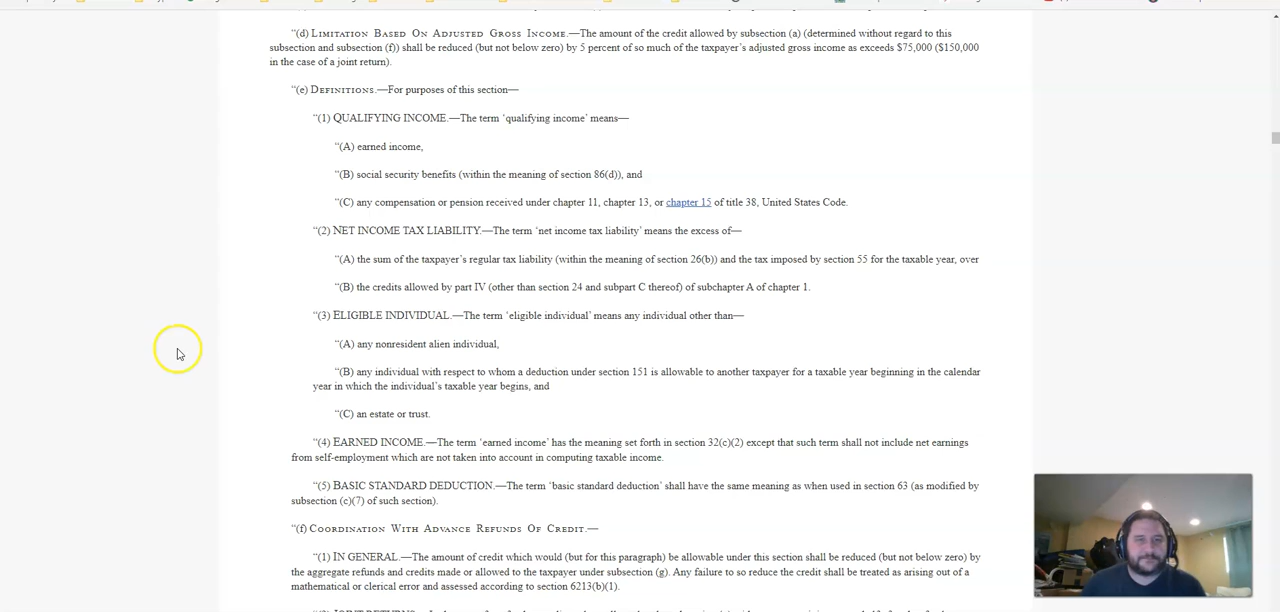 “(d) Limitation Based On Adjusted Gross Income.—The amount of the credit allowed by subsection (a) (determined without regard to this
subsection and subsection (f)) shall be reduced (but not below zero) by 5 percent of so much of the taxpayer’s adjusted gross income as exceeds $75,000 ($150,000
in the case of a joint return).
“(e) Definitions.—For purposes of this section—
“(1) QUALIFYING INCOME.—The term ‘qualifying income’ means—
“(A) earned income,
“(B) social security benefits (within the meaning of section 86(d)), and
“(C) any compensation or pension received under chapter 11, chapter 13, or chapter 15 of title 38, United States Code.
“(2) NET INCOME TAX LIABILITY.—The term ‘net income tax liability’ means the excess of—
“(A) the sum of the taxpayer’s regular tax liability (within the meaning of section 26(b)) and the tax imposed by section 55 for the taxable year, over
“(B) the credits allowed by part IV (other than section 24 and subpart C thereof) of subchapter A of chapter 1.
“(3) ELIGIBLE INDIVIDUAL.—The term ‘eligible individual’ means any individual other than—
“(A) any nonresident alien individual,
“(B) any individual with respect to whom a deduction under section 151 is allowable to another taxpayer for a taxable year beginning in the calendar
year in which the individual’s taxable year begins, and
“(C) an estate or trust.
“(4) EARNED INCOME.—The term ‘earned income’ has the meaning set forth in section 32(c)(2) except that such term shall not include net earnings
from self-employment which are not taken into account in computing taxable income.
“(5) BASIC STANDARD DEDUCTION.—The term ‘basic standard deduction’ shall have the same meaning as when used in section 63 (as modified by
subsection (c)(7) of such section).
“(f) Coordination With Advance Refunds Of Credit.—
“(1) IN GENERAL.—The amount of credit which would (but for this paragraph) be allowable under this section shall be reduced (but not below zero) by
the aggregate refunds and credits made or allowed to the taxpayer under subsection (g). Any failure to so reduce the credit shall be treated as arising out of a
mathematical or clerical error and assessed according to section 6213(b)(1).